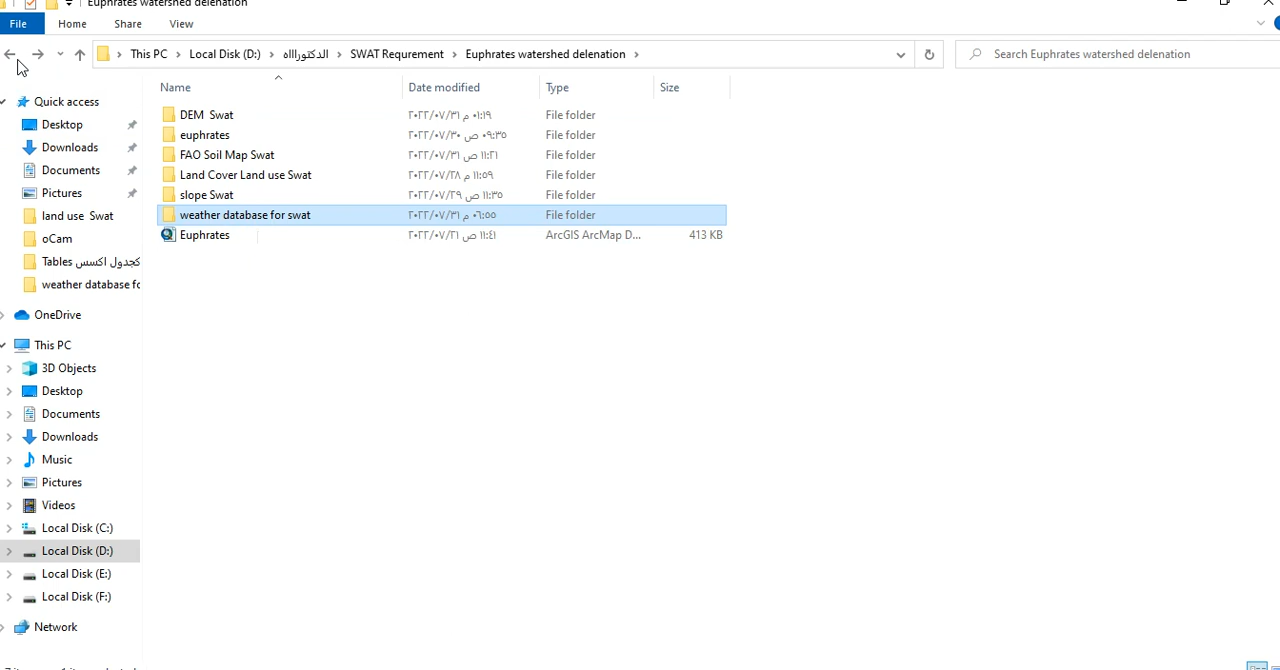 Euphrates watershed delenation
File Home Share View
This PC › Local Disk (D:) › الدكتورااه › SWAT Requrement › Euphrates watershed delenation ›
Search Euphrates watershed delenation
Name Date modified Type Size
DEM Swat ٢٠٢٢/٠٧/٣١ م ٠١:١٩ File folder
euphrates ٢٠٢٢/٠٧/٣٠ ص ٠٩:٣٥ File folder
FAO Soil Map Swat ٢٠٢٢/٠٧/٣١ ص ١١:٢١ File folder
Land Cover Land use Swat ٢٠٢٢/٠٧/٢٨ م ١١:٥٩ File folder
slope Swat ٢٠٢٢/٠٧/٢٩ ص ١١:٣٥ File folder
weather database for swat ٢٠٢٢/٠٧/٣١ م ٠٦:٥٥ File folder
Euphrates ٢٠٢٢/٠٧/٢١ ص ١١:٤١ ArcGIS ArcMap D... 413 KB
Quick access
Desktop
Downloads
Documents
Pictures
land use Swat
oCam
Tables كجدول اكسس
weather database fo
OneDrive
This PC
3D Objects
Desktop
Documents
Downloads
Music
Pictures
Videos
Local Disk (C:)
Local Disk (D:)
Local Disk (E:)
Local Disk (F:)
Network